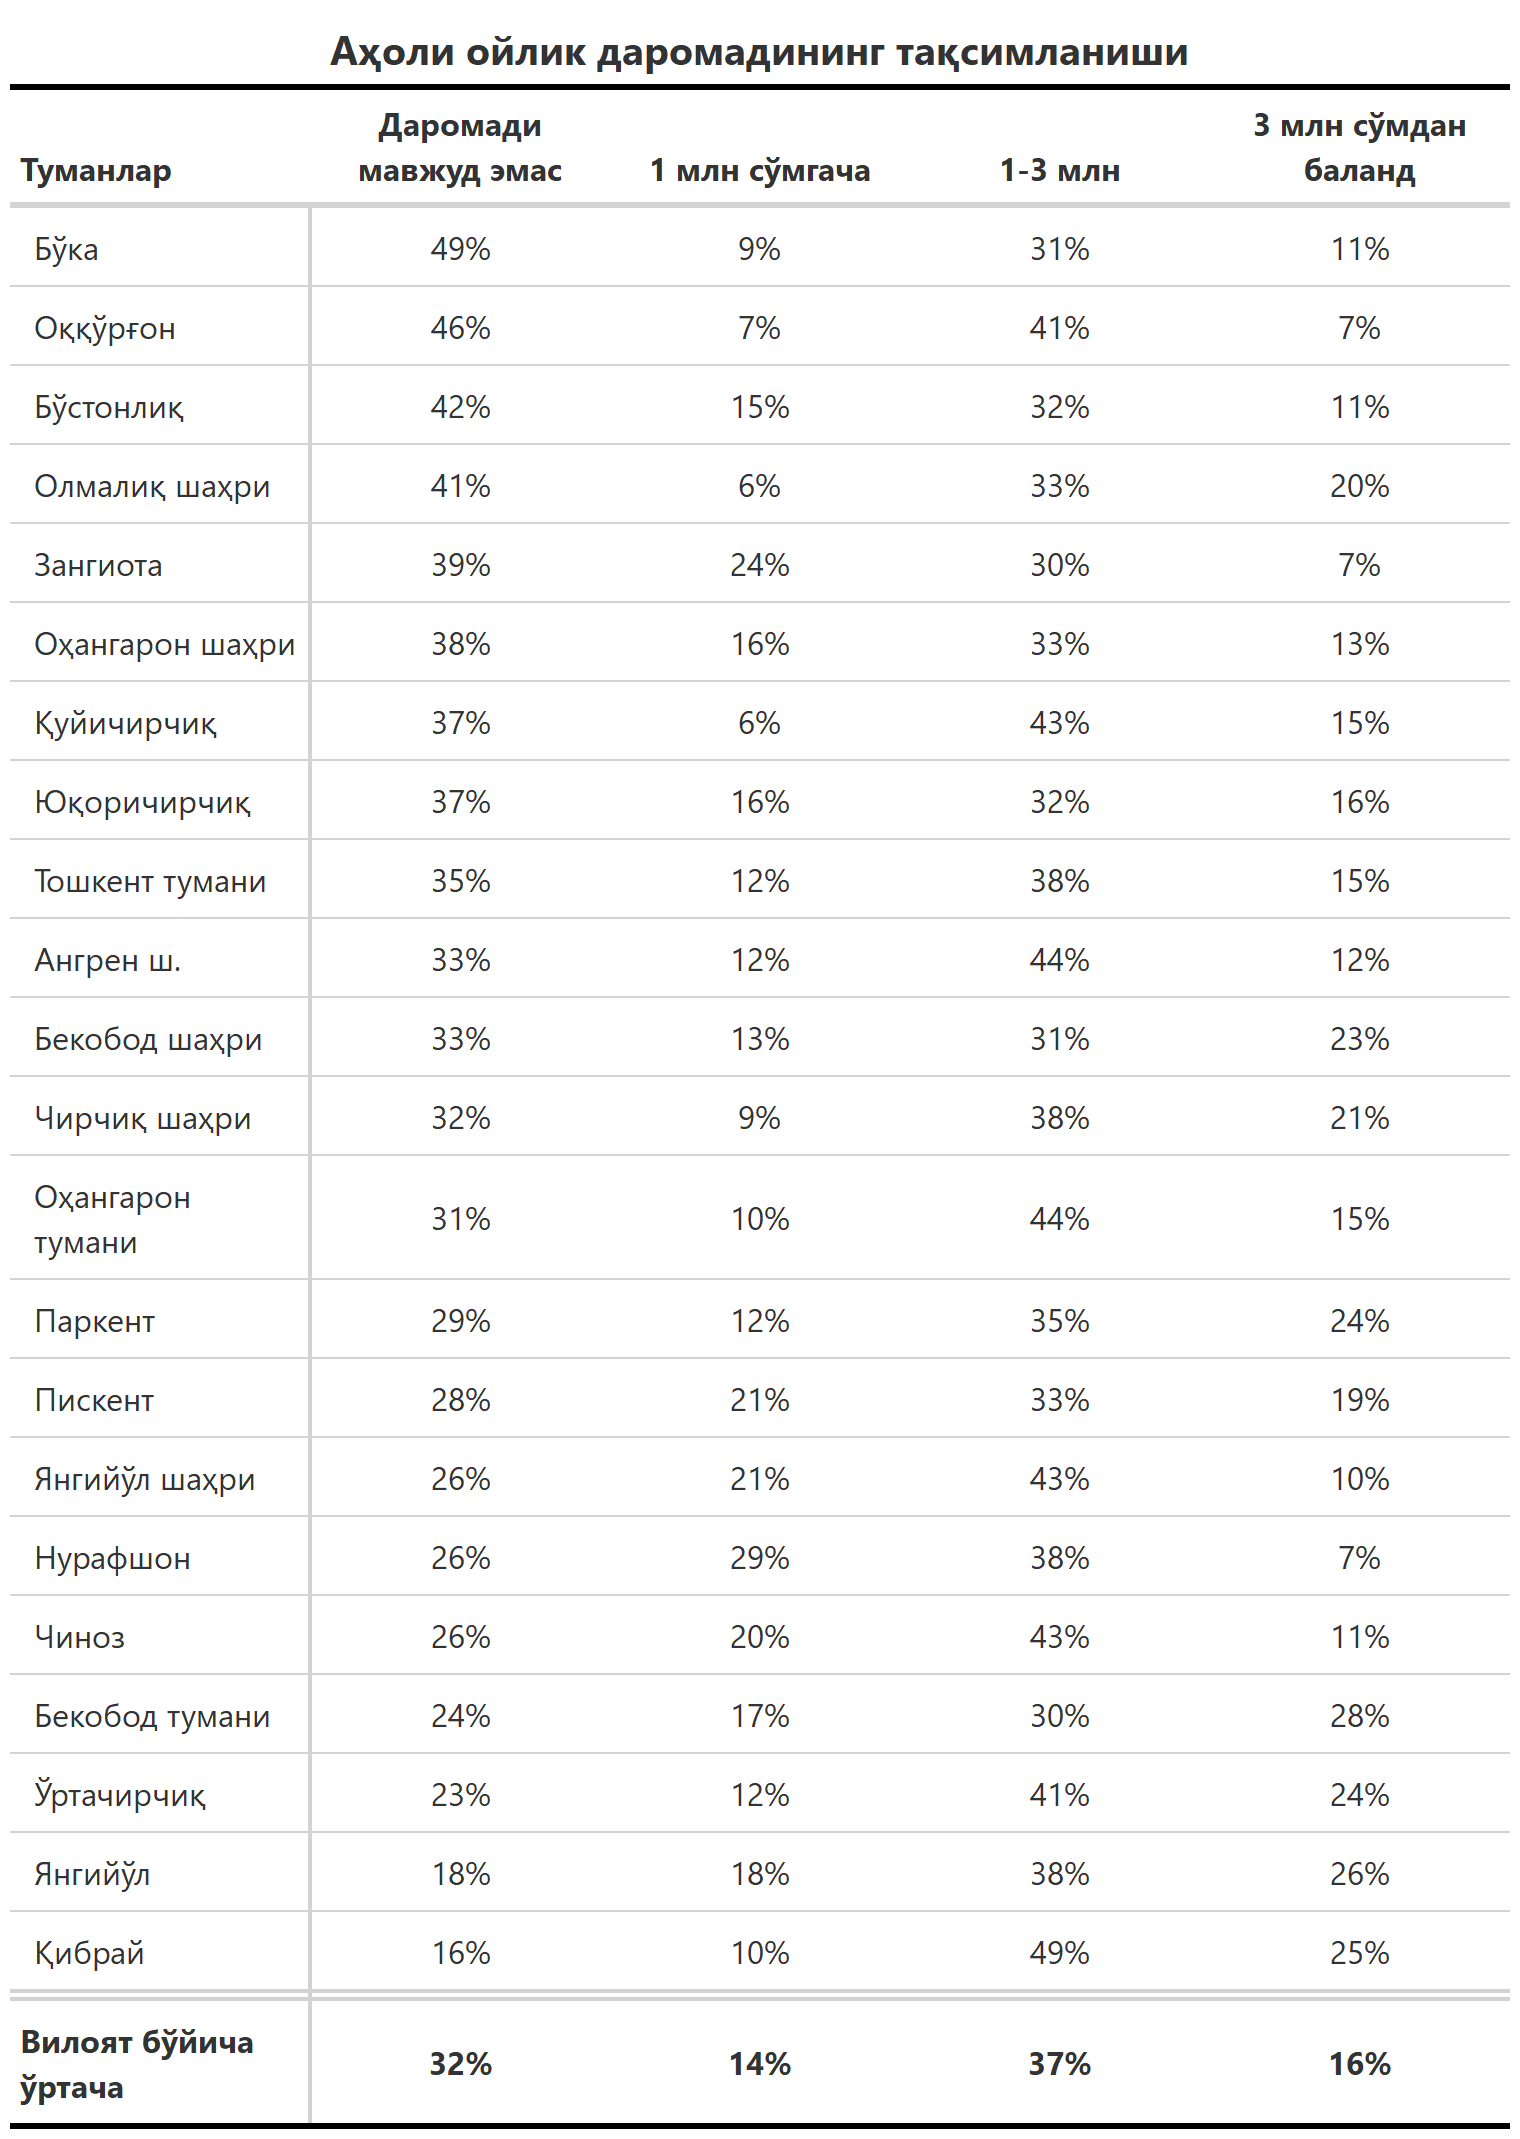 Аҳоли ойлик даромадининг тақсимланиши
Туманлар Даромади мавжуд эмас 1 млн сўмгача 1-3 млн 3 млн сўмдан баланд
Бўка 49% 9% 31% 11%
Оққўрғон 46% 7% 41% 7%
Бўстонлиқ 42% 15% 32% 11%
Олмалиқ шаҳри 41% 6% 33% 20%
Зангиота 39% 24% 30% 7%
Оҳангарон шаҳри 38% 16% 33% 13%
Қуйичирчиқ 37% 6% 43% 15%
Юқоричирчиқ 37% 16% 32% 16%
Тошкент тумани 35% 12% 38% 15%
Ангрен ш. 33% 12% 44% 12%
Бекобод шаҳри 33% 13% 31% 23%
Чирчиқ шаҳри 32% 9% 38% 21%
Оҳангарон тумани 31% 10% 44% 15%
Паркент 29% 12% 35% 24%
Пискент 28% 21% 33% 19%
Янгийўл шаҳри 26% 21% 43% 10%
Нурафшон 26% 29% 38% 7%
Чиноз 26% 20% 43% 11%
Бекобод тумани 24% 17% 30% 28%
Ўртачирчиқ 23% 12% 41% 24%
Янгийўл 18% 18% 38% 26%
Қибрай 16% 10% 49% 25%
Вилоят бўйича ўртача 32% 14% 37% 16%